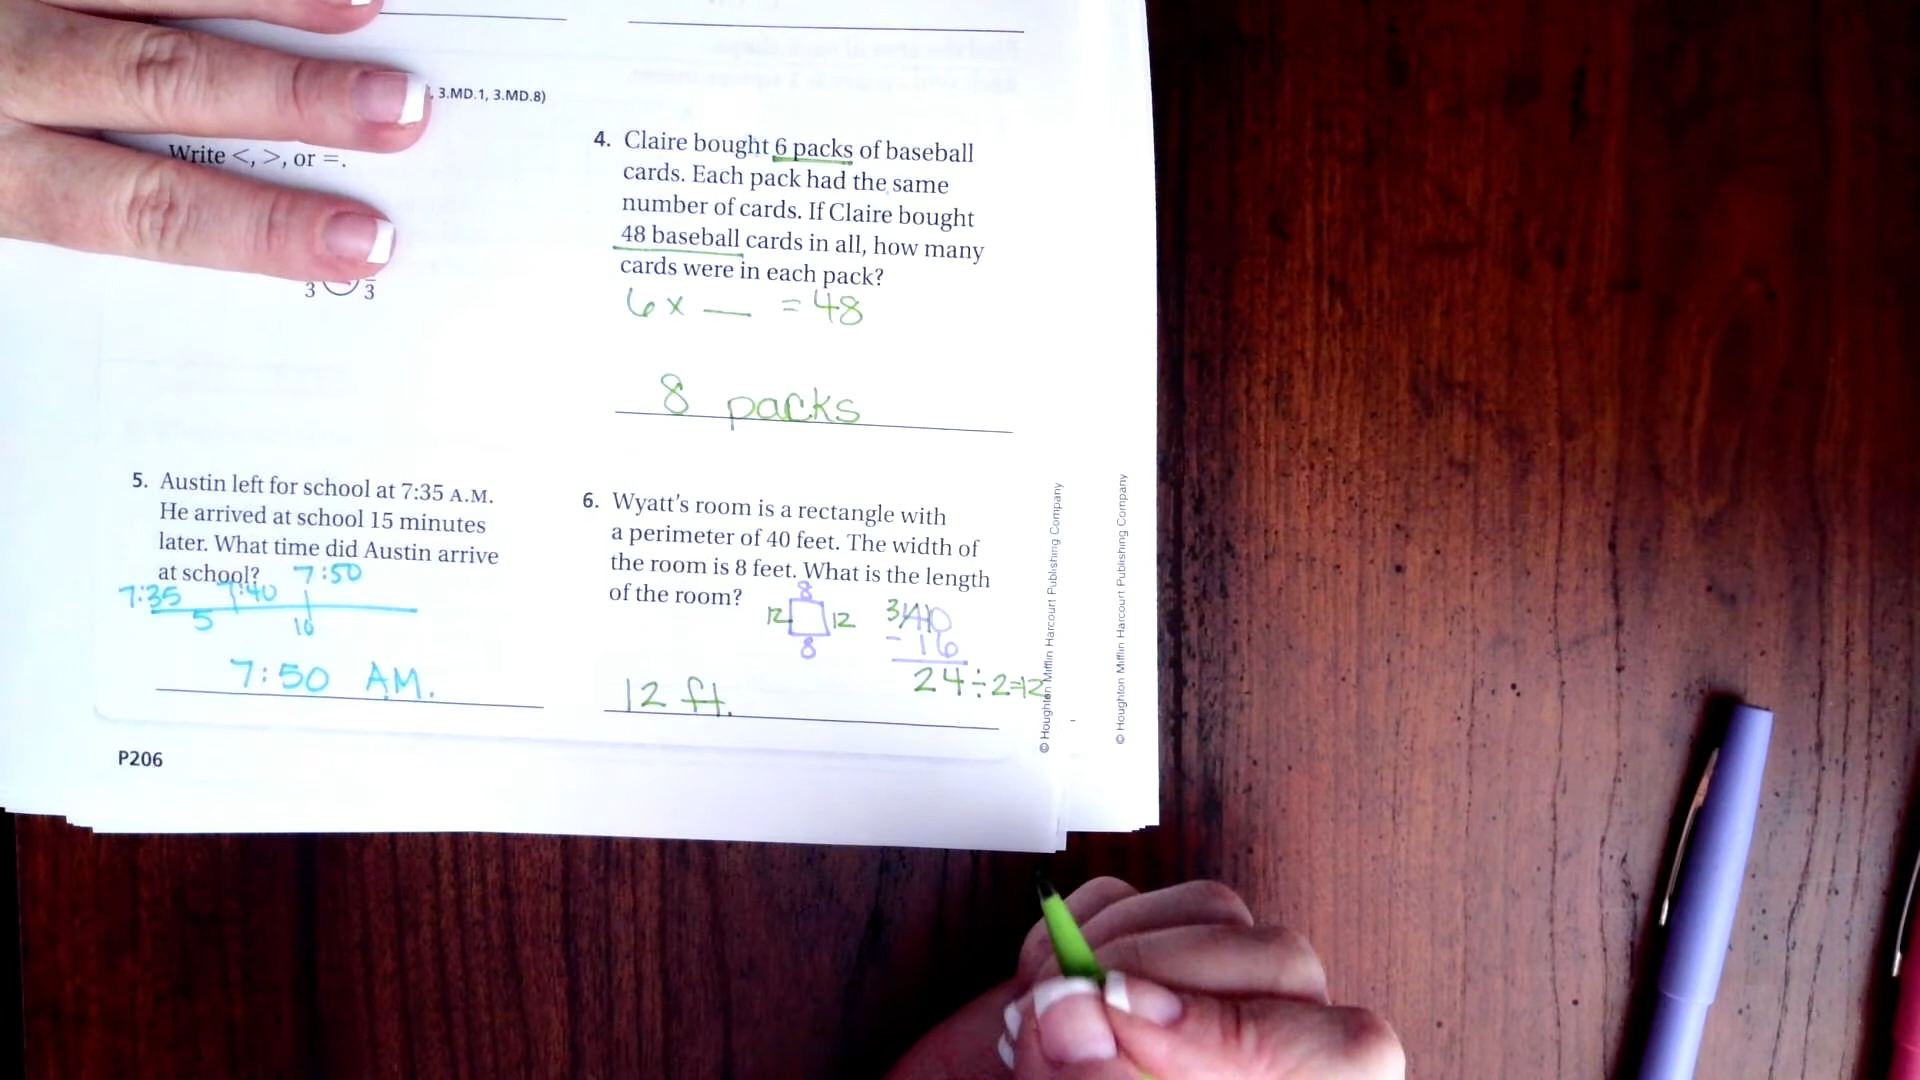 , 3.MD.1, 3.MD.8)
Write <, >, or =.
3 3
4. Claire bought 6 packs of baseball
cards. Each pack had the same
number of cards. If Claire bought
48 baseball cards in all, how many
cards were in each pack?
6 x __ = 48
8 packs
5. Austin left for school at 7:35 A.M.
He arrived at school 15 minutes
later. What time did Austin arrive
at school?
7:50
7:35 7:40
5 10
7:50 AM.
6. Wyatt's room is a rectangle with
a perimeter of 40 feet. The width of
the room is 8 feet. What is the length
of the room?
8
12 12
8
3 40
- 16
24÷2=12
12 ft.
© Houghton Mifflin Harcourt Publishing Company
© Houghton Mifflin Harcourt Publishing Company
P206